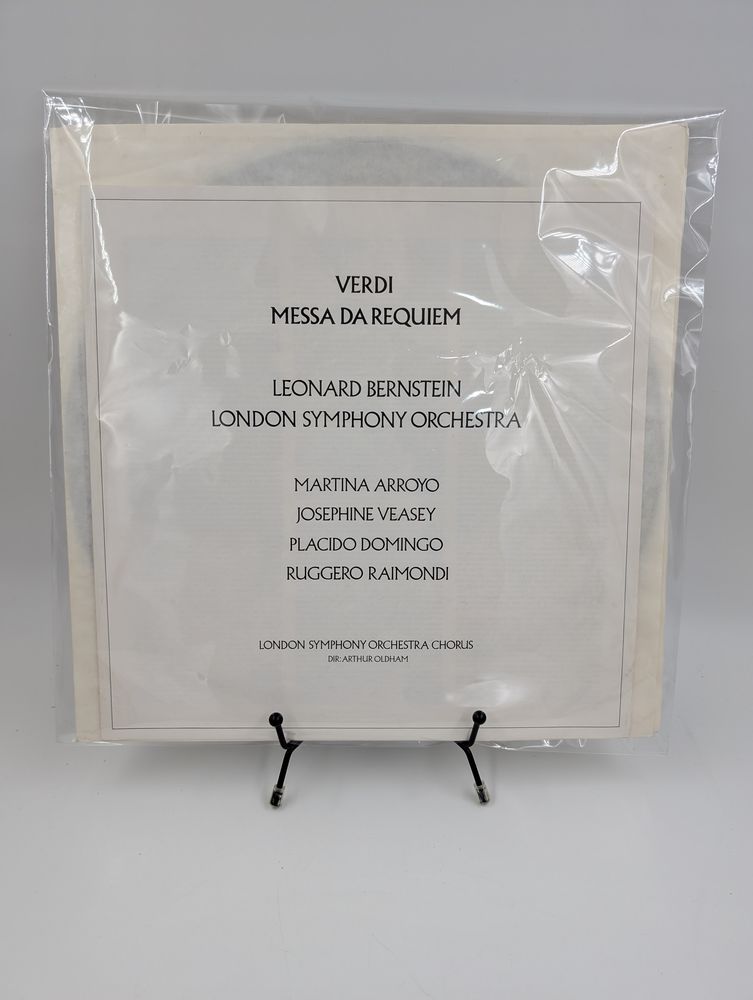 VERDI
MESSA DA REQUIEM
LEONARD BERNSTEIN
LONDON SYMPHONY ORCHESTRA
MARTINA ARROYO
JOSEPHINE VEASEY
PLACIDO DOMINGO
RUGGERO RAIMONDI
LONDON SYMPHONY ORCHESTRA CHORUS
DIR: ARTHUR OLDHAM